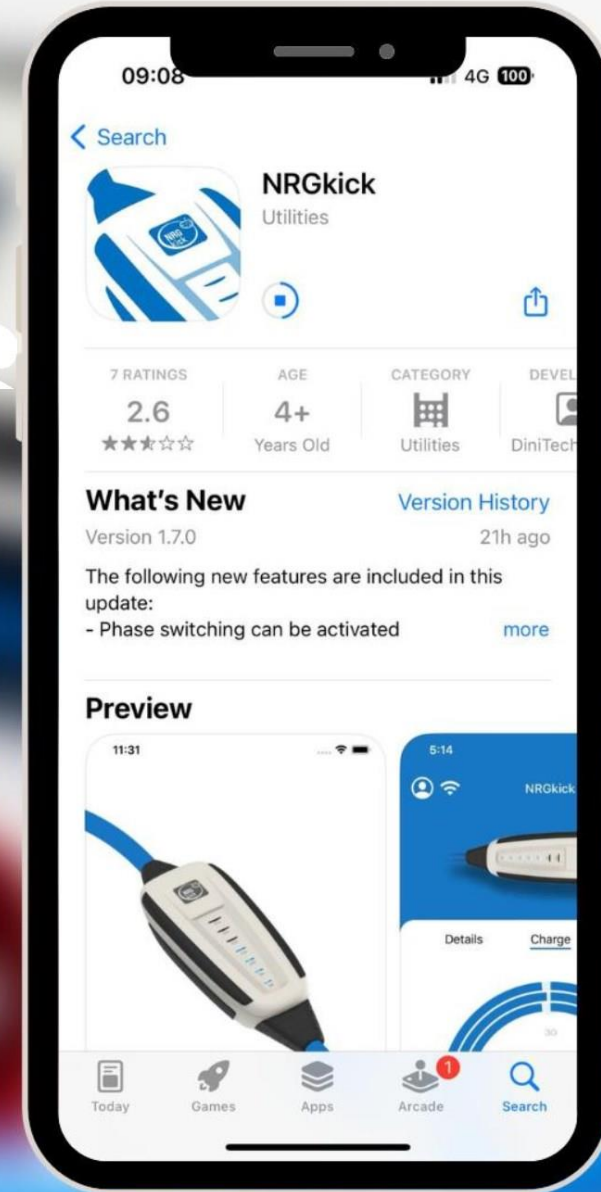 09:08
4G 100
Search
NRGkick
Utilities
NRG
kick
7 RATINGS
AGE
CATEGORY
DEVEL
2.6
4+
Years Old
Utilities
DiniTech
What's New
Version History
Version 1.7.0
21h ago
The following new features are included in this
update:
- Phase switching can be activated
more
Preview
11:31
5:14
NRGkick
Details
Charge
Today
Games
Apps
Arcade
1
Search